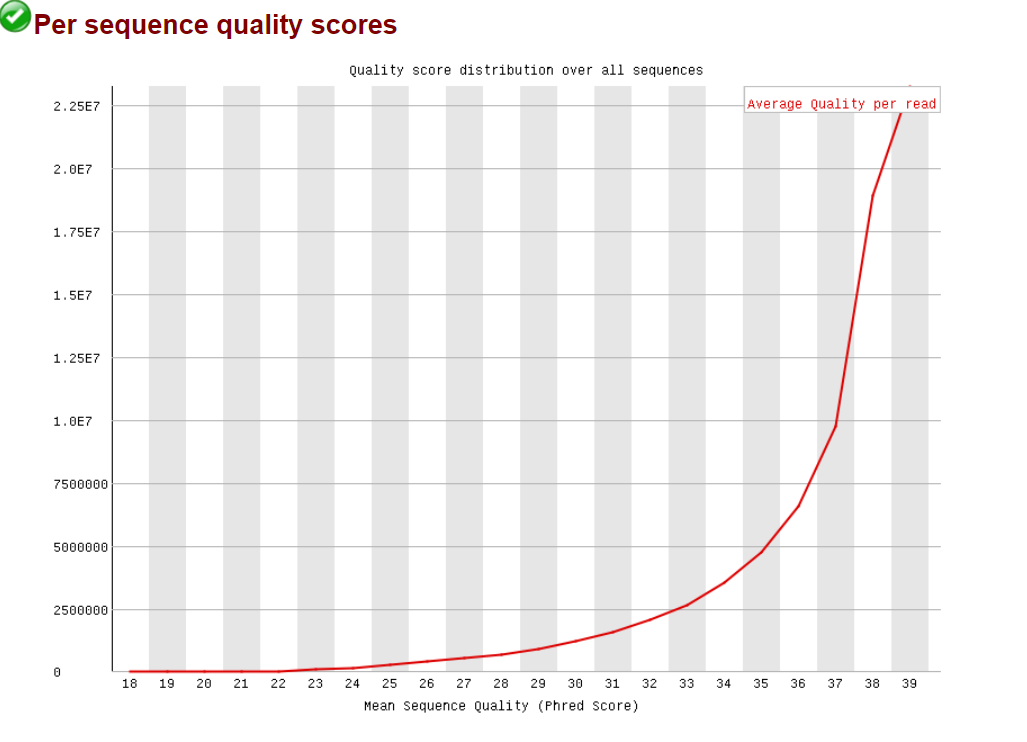 Per sequence quality scores
Quality score distribution over all sequences
Average Quality per read
2.25E7
2.0E7
1.75E7
1.5E7
1.25E7
1.0E7
7500000
5000000
2500000
0
18 19 20 21 22 23 24 25 26 27 28 29 30 31 32 33 34 35 36 37 38 39
Mean Sequence Quality (Phred Score)